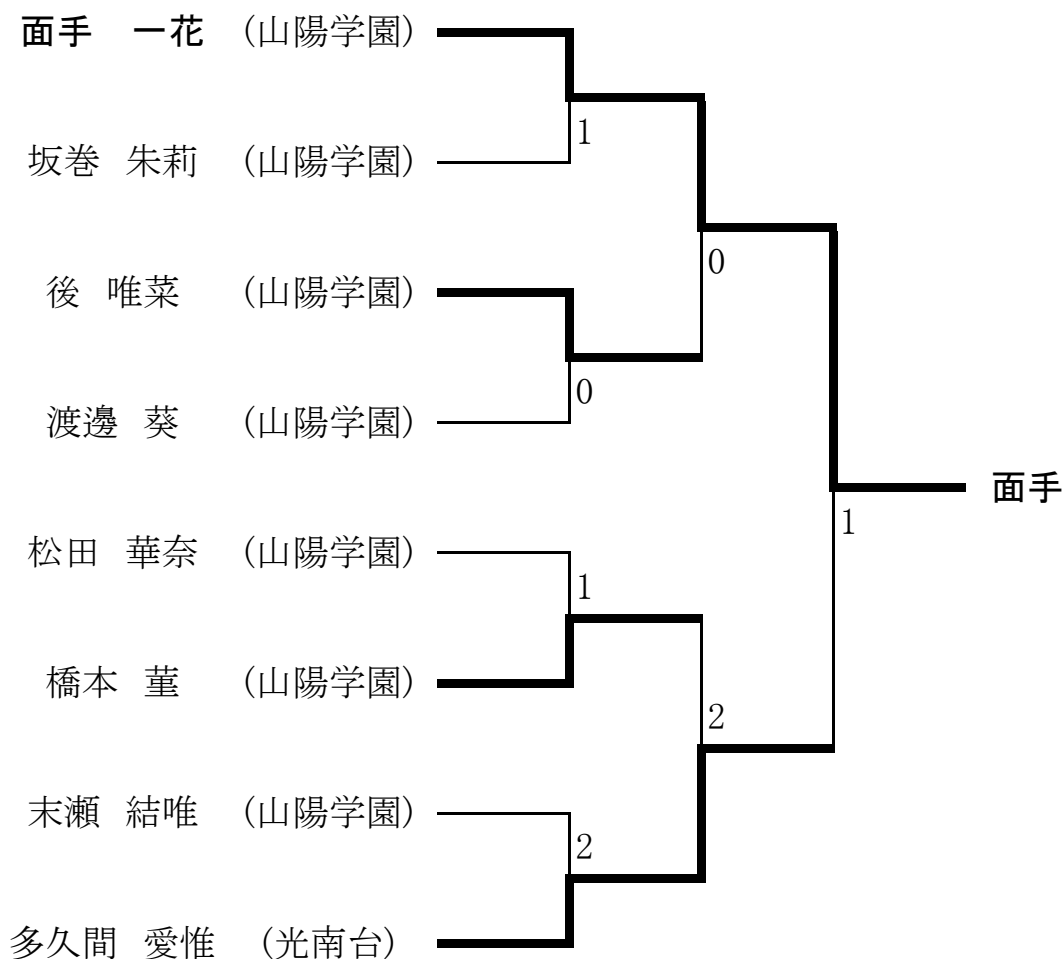 面手　一花　(山陽学園)
1
坂巻　朱莉　(山陽学園)
0
後　唯菜　(山陽学園)
0
渡邊　葵　(山陽学園)
面手
1
松田　華奈　(山陽学園)
1
橋本　菫　(山陽学園)
2
末瀬　結唯　(山陽学園)
2
多久間　愛惟　(光南台)